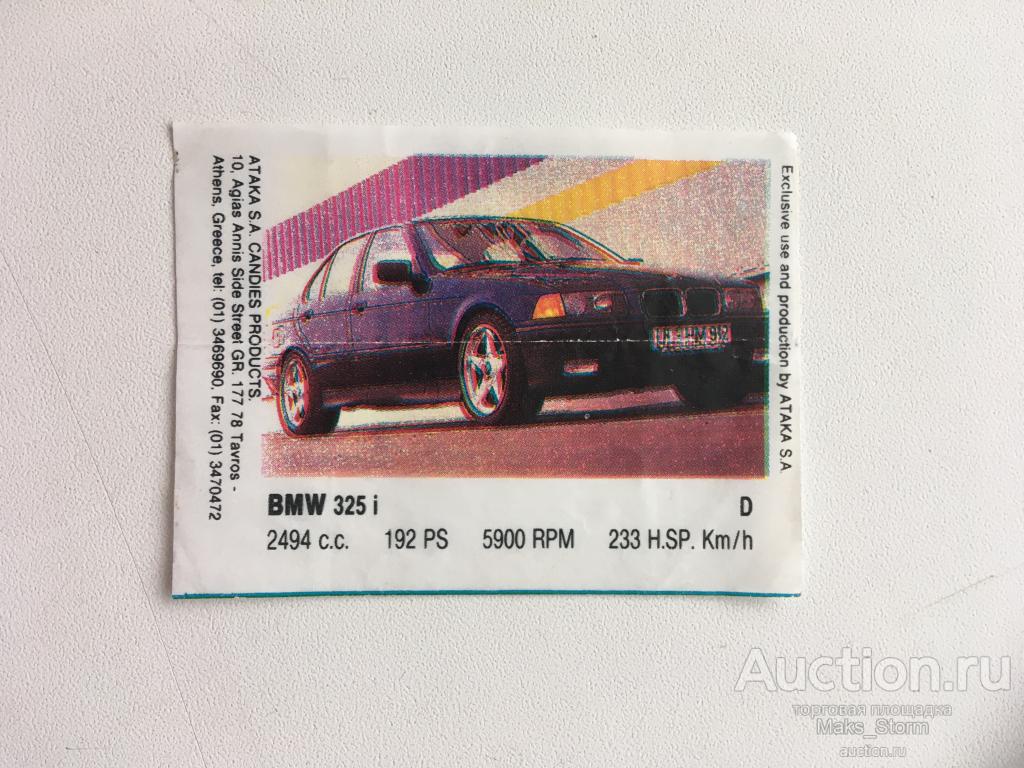 ATAKA S.A. CANDIES PRODUCTS.
10, Agias Annis Side Street GR. 177 78 Tavros -
Athens, Greece, tel: (01) 3469690, Fax: (01) 3470472
Exclusive use and production by ATAKA S.A
BMW 325 i
D
2494 c.c. 192 PS 5900 RPM 233 H.SP. Km/h
Auction.ru
торговая площадка
Maks_Storm
auction.ru